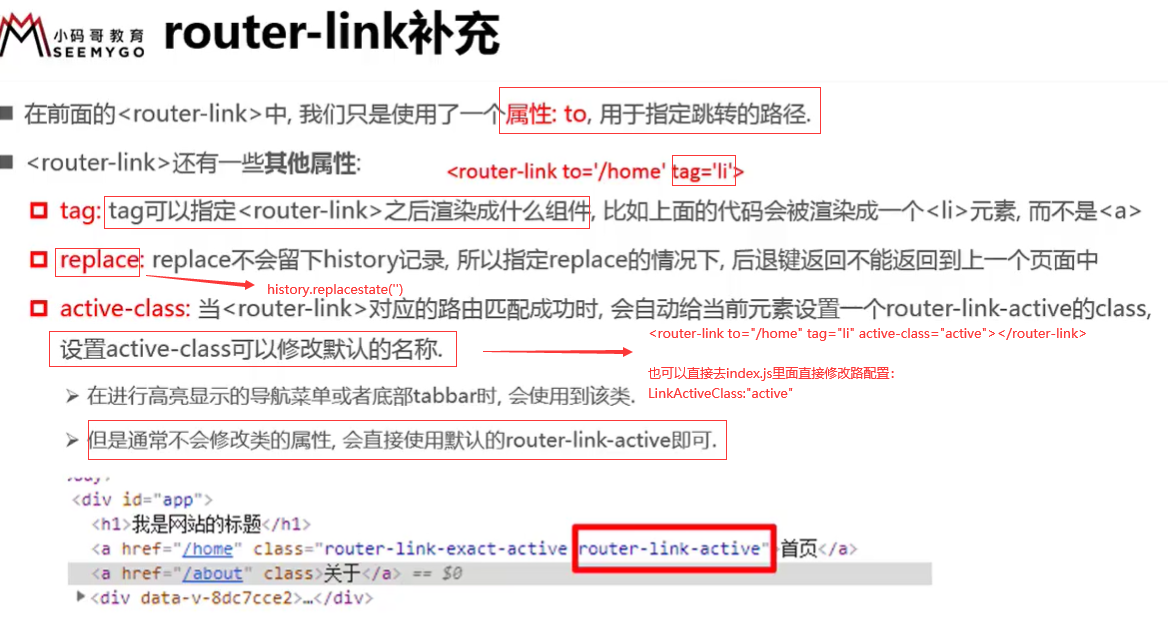 小码哥教育
SEEMYGO
router-link补充
在前面的<router-link>中, 我们只是使用了一个属性: to, 用于指定跳转的路径.
<router-link>还有一些其他属性:
<router-link to='/home' tag='li'>
tag: tag可以指定<router-link>之后渲染成什么组件, 比如上面的代码会被渲染成一个<li>元素, 而不是<a>
replace: replace不会留下history记录, 所以指定replace的情况下, 后退键返回不能返回到上一个页面中
history.replacestate('')
active-class: 当<router-link>对应的路由匹配成功时, 会自动给当前元素设置一个router-link-active的class,
设置active-class可以修改默认的名称.
<router-link to="/home" tag="li" active-class="active"></router-link>
也可以直接去index.js里面直接修改路配置:
LinkActiveClass:"active"
在进行高亮显示的导航菜单或者底部tabbar时, 会使用到该类.
但是通常不会修改类的属性, 会直接使用默认的router-link-active即可.
<div id="app">
<h1>我是网站的标题</h1>
<a href="/home" class="router-link-exact-active router-link-active">首页</a>
<a href="/about" class>关于</a> == $0
<div data-v-8dc7cce2>…</div>